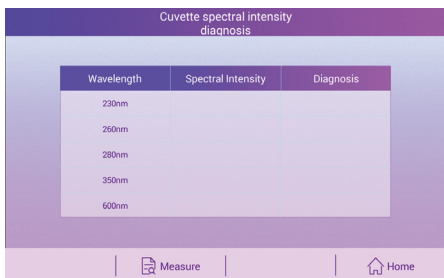 Cuvette spectral intensity
diagnosis
Wavelength Spectral Intensity Diagnosis
230nm
260nm
280nm
350nm
600nm
Measure Home